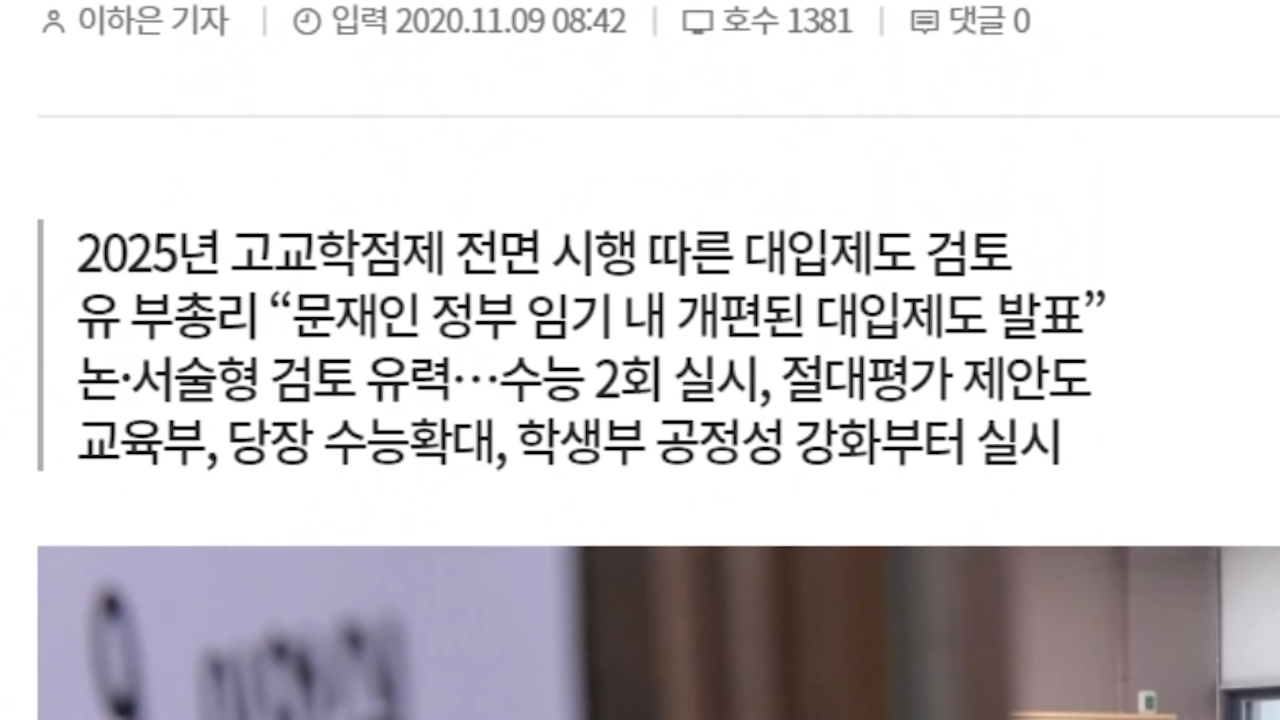 이하은 기자 | 입력 2020.11.09 08:42 | 호수 1381 | 댓글 0
2025년 고교학점제 전면 시행 따른 대입제도 검토
유 부총리 “문재인 정부 임기 내 개편된 대입제도 발표”
논·서술형 검토 유력…수능 2회 실시, 절대평가 제안도
교육부, 당장 수능확대, 학생부 공정성 강화부터 실시